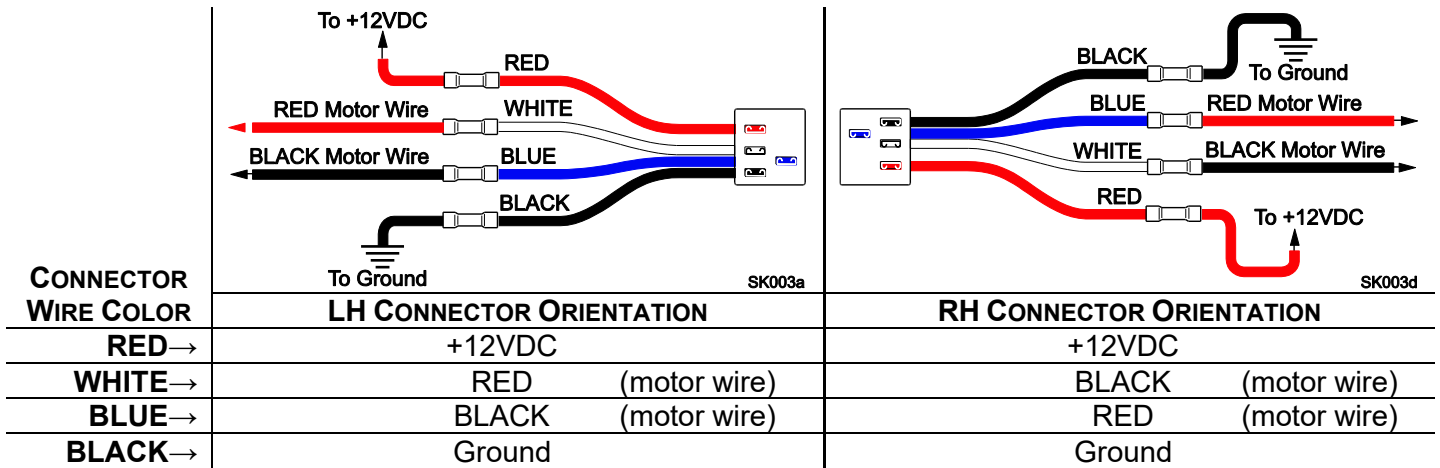 To +12VDC
RED
RED Motor Wire
WHITE
BLACK Motor Wire
BLUE
BLACK
To Ground
SK003a
BLACK
To Ground
BLUE
RED Motor Wire
WHITE
BLACK Motor Wire
RED
To +12VDC
SK003d
CONNECTOR
WIRE COLOR
LH CONNECTOR ORIENTATION
RH CONNECTOR ORIENTATION
RED→ +12VDC +12VDC
WHITE→ RED (motor wire) BLACK (motor wire)
BLUE→ BLACK (motor wire) RED (motor wire)
BLACK→ Ground Ground